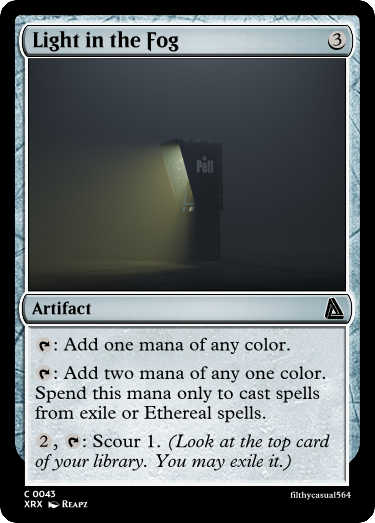 Light in the Fog 3
Pell
Artifact
: Add one mana of any color.
: Add two mana of any one color.
Spend this mana only to cast spells
from exile or Ethereal spells.
2, : Scour 1. (Look at the top card
of your library. You may exile it.)
C 0043
XRX Reapz
filthycasual564